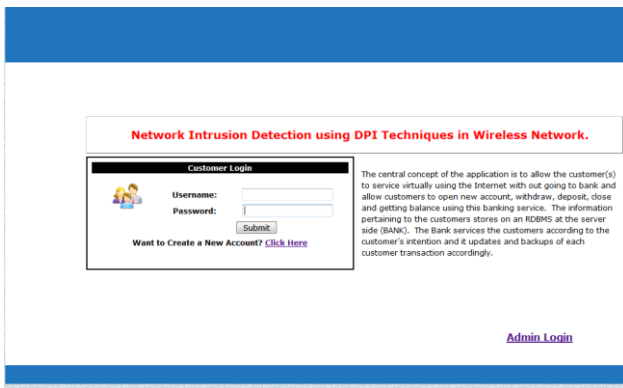 Network Intrusion Detection using DPI Techniques in Wireless Network.
Customer Login
Username:
Password:
Submit
Want to Create a New Account? Click Here
The central concept of the application is to allow the customer(s)
to service virtually using the Internet with out going to bank and
allow customers to open new account, withdraw, deposit, close
and getting balance using this banking service. The information
pertaining to the customers stores on an RDBMS at the server
side (BANK). The Bank services the customers according to the
customer's intention and it updates and backups of each
customer transaction accordingly.
Admin Login